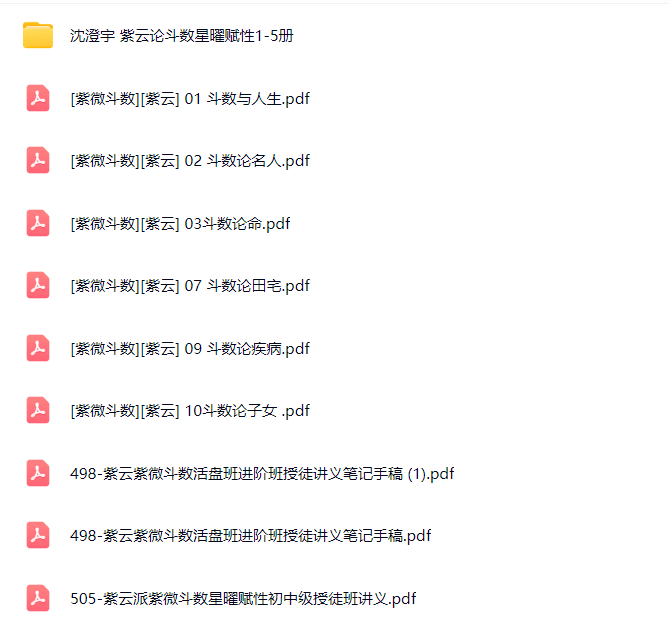 沈澄宇 紫云论斗数星曜赋性1-5册
[紫微斗数][紫云] 01 斗数与人生.pdf
[紫微斗数][紫云] 02 斗数论名人.pdf
[紫微斗数][紫云] 03斗数论命.pdf
[紫微斗数][紫云] 07 斗数论田宅.pdf
[紫微斗数][紫云] 09 斗数论疾病.pdf
[紫微斗数][紫云] 10斗数论子女 .pdf
498-紫云紫微斗数活盘班进阶班授徒讲义笔记手稿 (1).pdf
498-紫云紫微斗数活盘班进阶班授徒讲义笔记手稿.pdf
505-紫云派紫微斗数星曜赋性初中级授徒班讲义.pdf